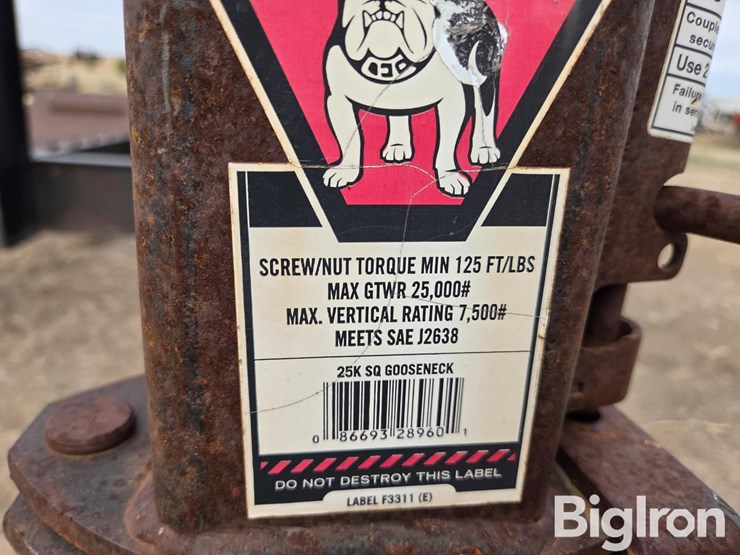 Use 2
SCREW/NUT TORQUE MIN 125 FT/LBS
MAX GTWR 25,000#
MAX. VERTICAL RATING 7,500#
MEETS SAE J2638
25K SQ GOOSENECK
0 86693 28960 1
DO NOT DESTROY THIS LABEL
LABEL F3311 (E)
BigIron